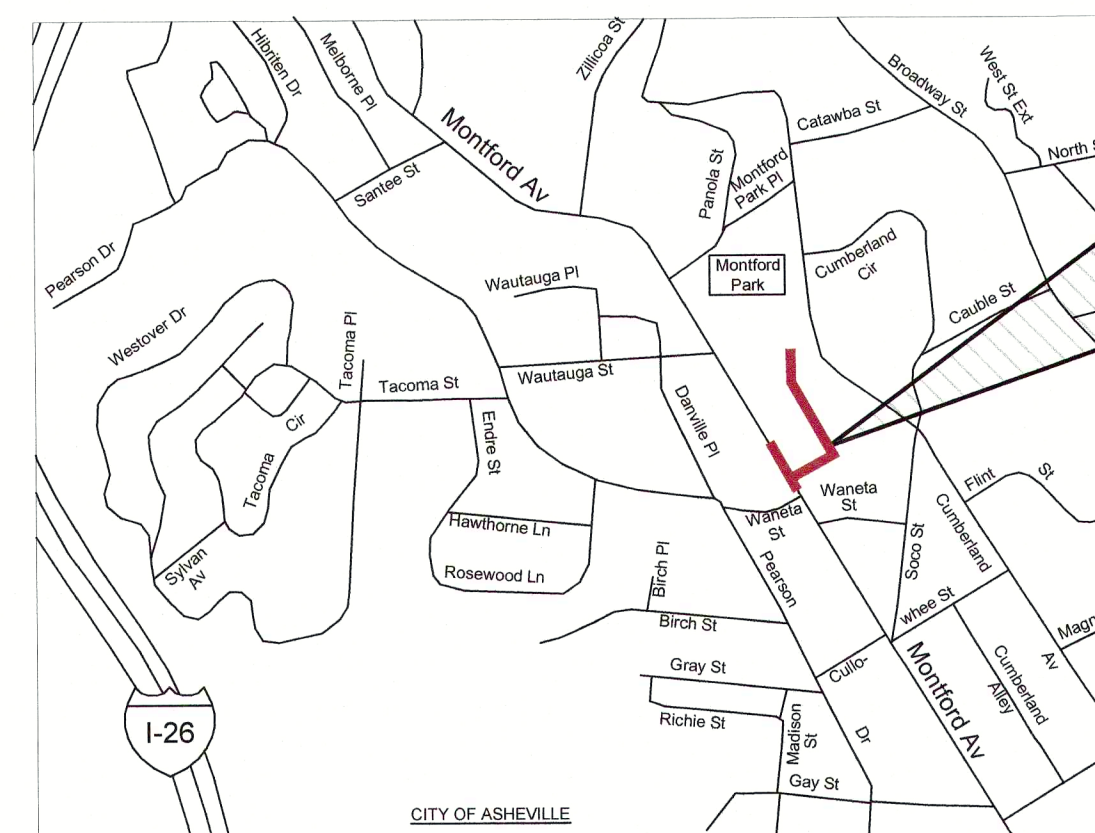 Hibriten Dr
Melborne Pl
Zillicoa St
Broadway St
West St Ext
Montford Av
Catawba St
North
Santee St
Panola St
Montford
Park Pl
Pearson Dr
Cumberland
Cir
Montford
Park
Wautauga Pl
Westover Dr
Tacoma Pl
Cauble St
Wautauga St
Tacoma St
Danville Pl
Cir
Tacoma
Endre St
Flint
St
Waneta
St
Waneta
St
Cumberland
Av
Hawthorne Ln
Soco St
Sylvan
Av
Rosewood Ln
Birch Pl
Pearson
Dr
whee St
Birch St
Magn
Cullo-
Gray St
Montford Av
Cumberland
Alley
Richie St
Madison
St
I-26
Gay St
CITY OF ASHEVILLE